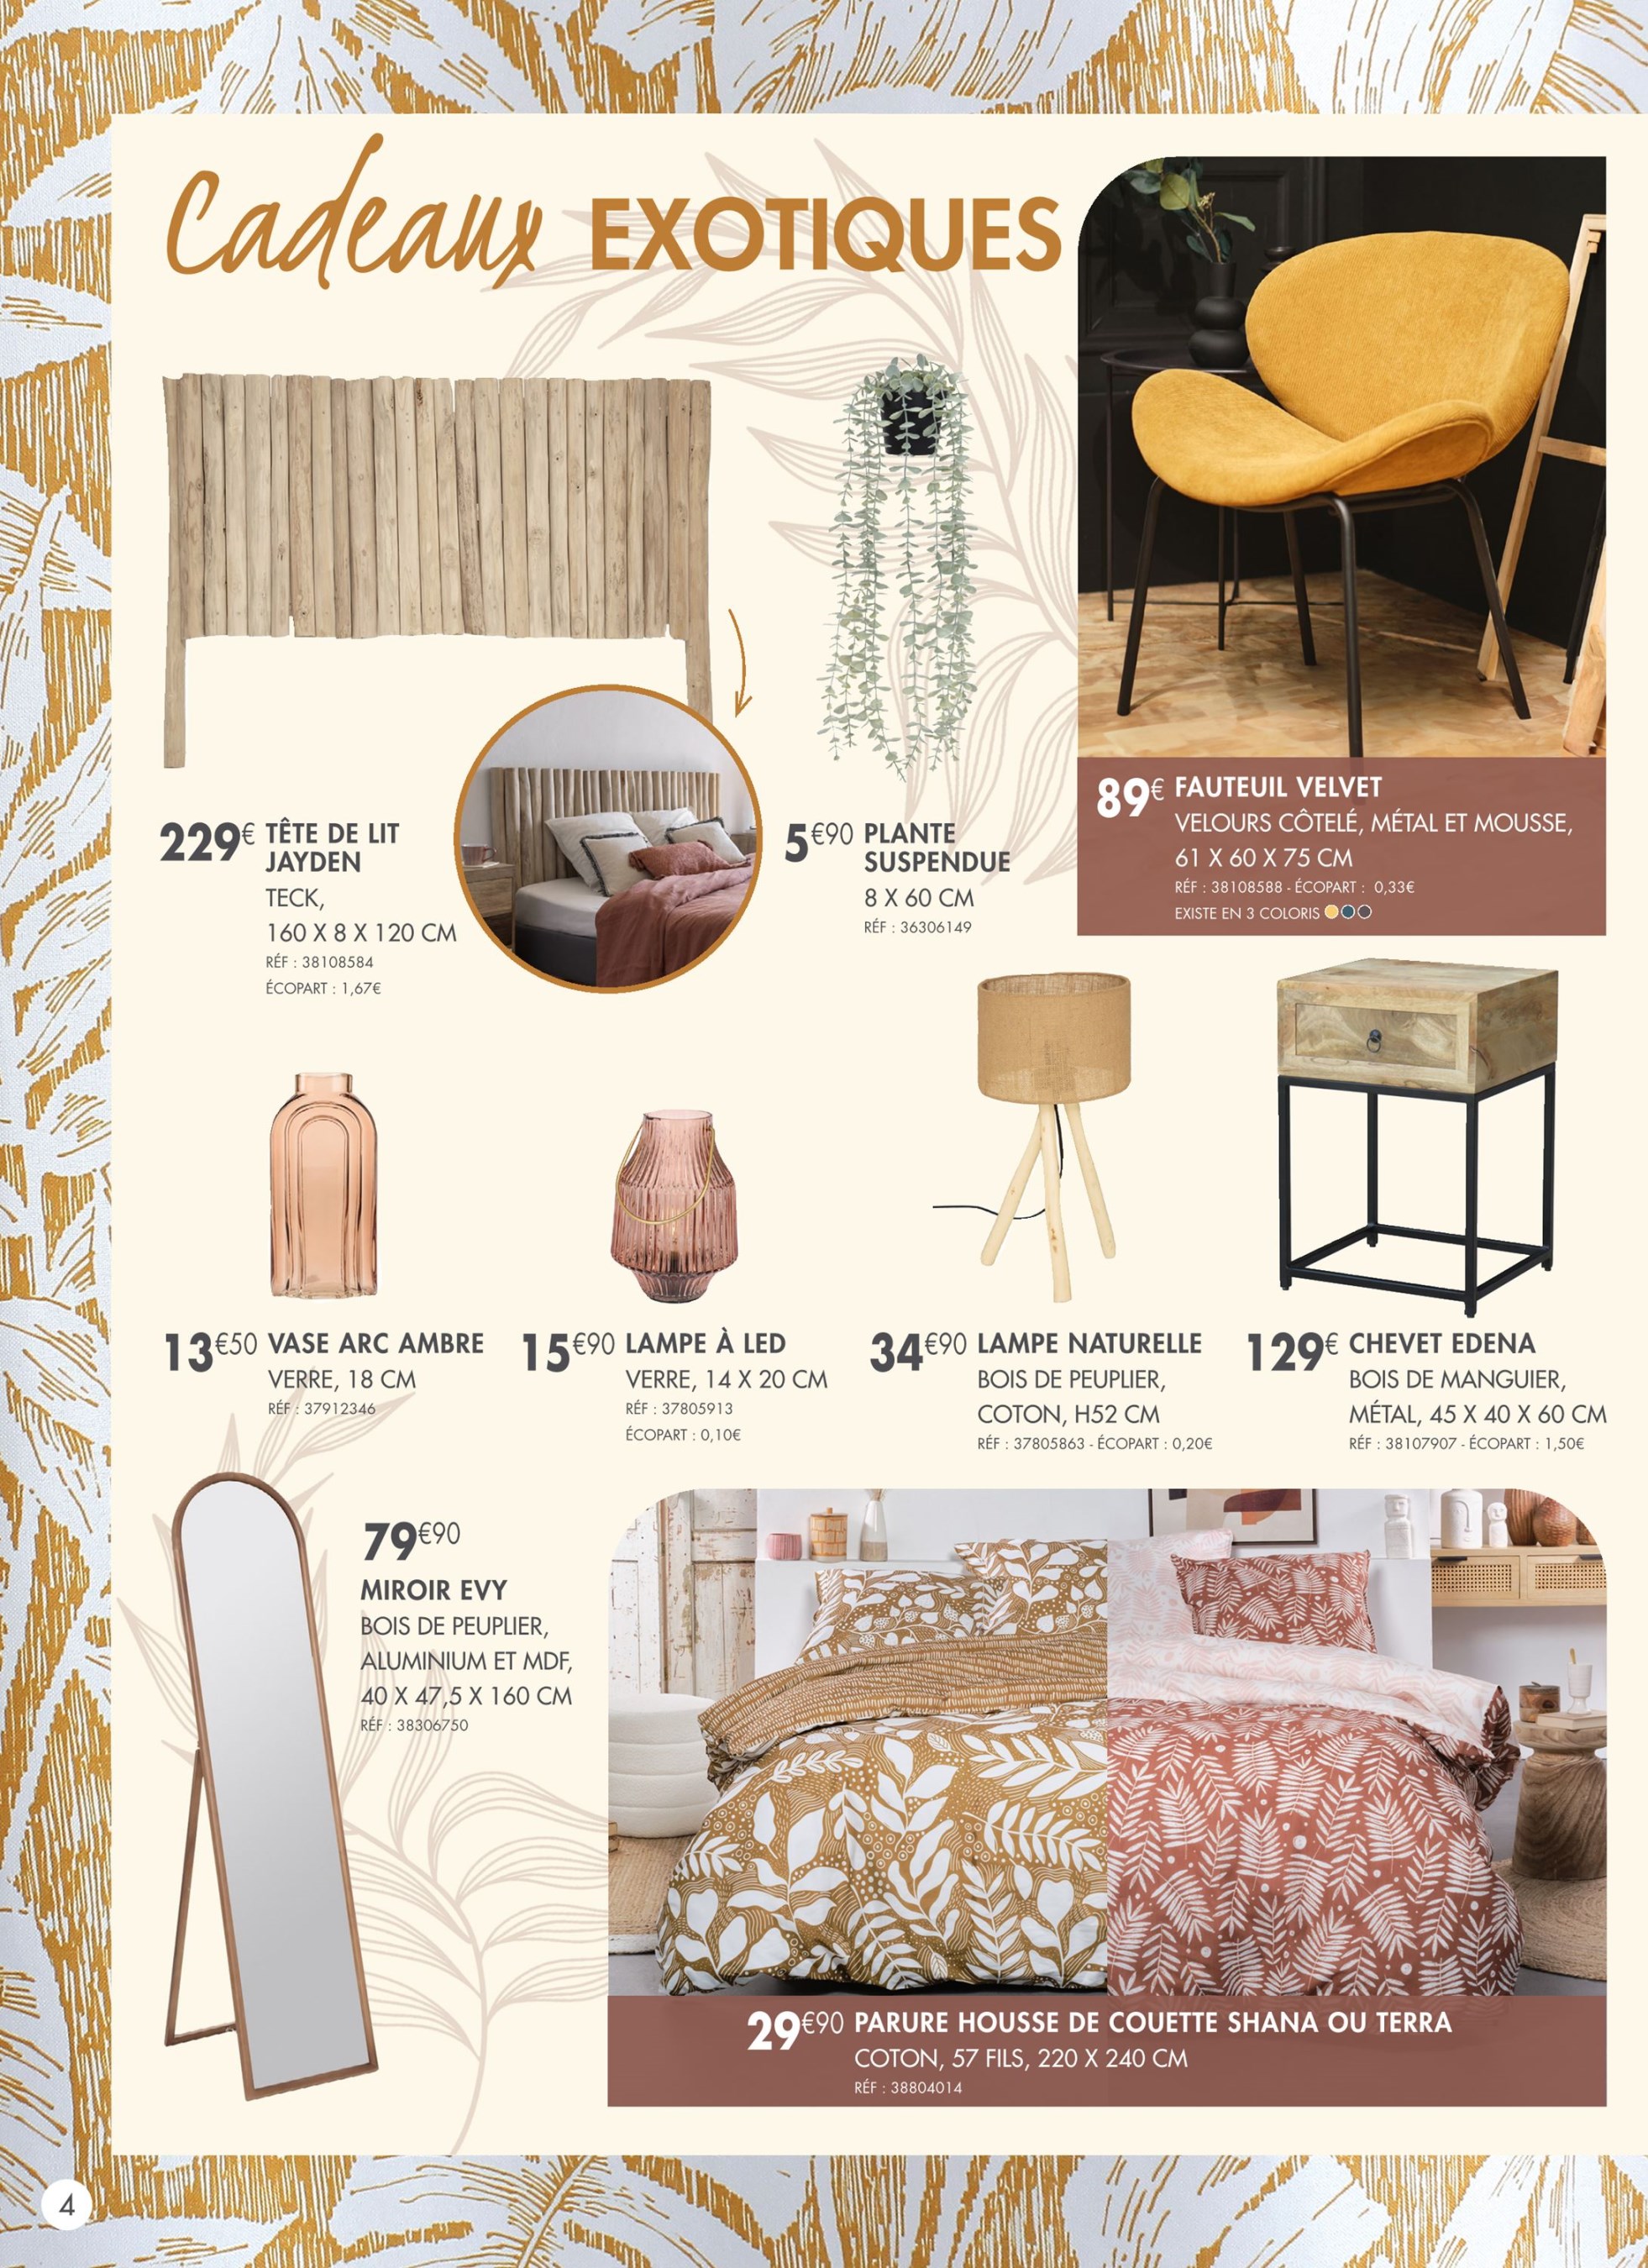 Cadeaux EXOTIQUES
229€ TÊTE DE LIT
JAYDEN
TECK,
160 X 8 X 120 CM
RÉF : 38108584
ÉCOPART : 1,67€
5€90 PLANTE
SUSPENDUE
8 X 60 CM
RÉF : 36306149
89€ FAUTEUIL VELVET
VELOURS CÔTELÉ, MÉTAL ET MOUSSE,
61 X 60 X 75 CM
RÉF : 38108588 - ÉCOPART : 0,33€
EXISTE EN 3 COLORIS
13€50 VASE ARC AMBRE
VERRE, 18 CM
RÉF : 37912346
15€90 LAMPE À LED
VERRE, 14 X 20 CM
RÉF : 37805913
ÉCOPART : 0,10€
34€90 LAMPE NATURELLE
BOIS DE PEUPLIER,
COTON, H52 CM
RÉF : 37805863 - ÉCOPART : 0,20€
129€ CHEVET EDENA
BOIS DE MANGUIER,
MÉTAL, 45 X 40 X 60 CM
RÉF : 38107907 - ÉCOPART : 1,50€
79€90
MIROIR EVY
BOIS DE PEUPLIER,
ALUMINIUM ET MDF,
40 X 47,5 X 160 CM
RÉF : 38306750
29€90 PARURE HOUSSE DE COUETTE SHANA OU TERRA
COTON, 57 FILS, 220 X 240 CM
RÉF : 38804014
4